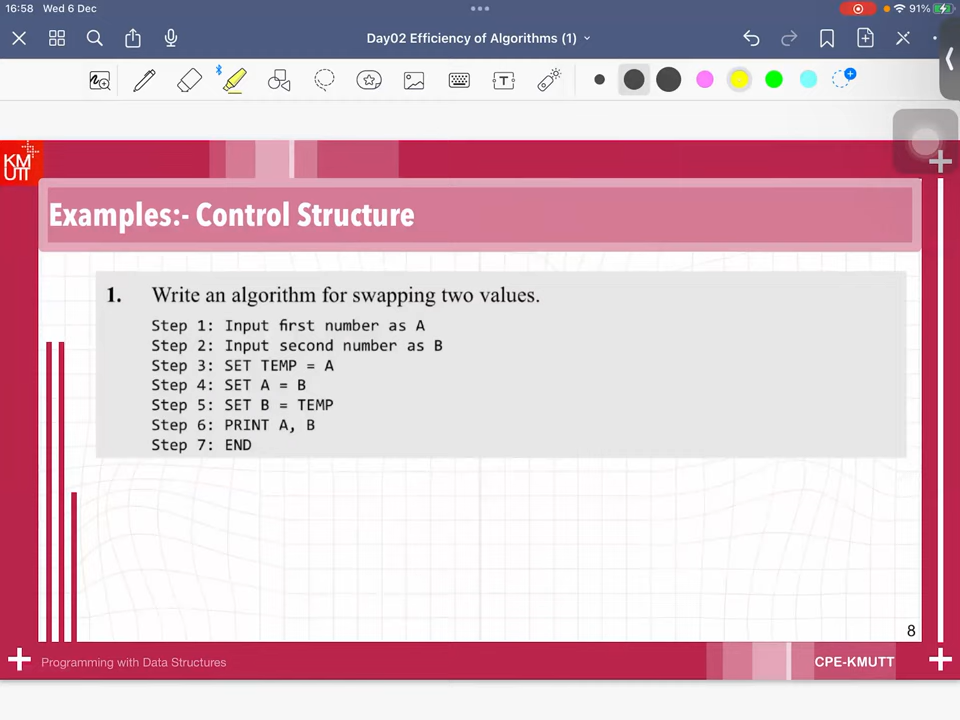 16:58 Wed 6 Dec
91%
Day02 Efficiency of Algorithms (1)
KM
UTT
Examples:- Control Structure
1. Write an algorithm for swapping two values.
Step 1: Input first number as A
Step 2: Input second number as B
Step 3: SET TEMP = A
Step 4: SET A = B
Step 5: SET B = TEMP
Step 6: PRINT A, B
Step 7: END
8
Programming with Data Structures
CPE-KMUTT